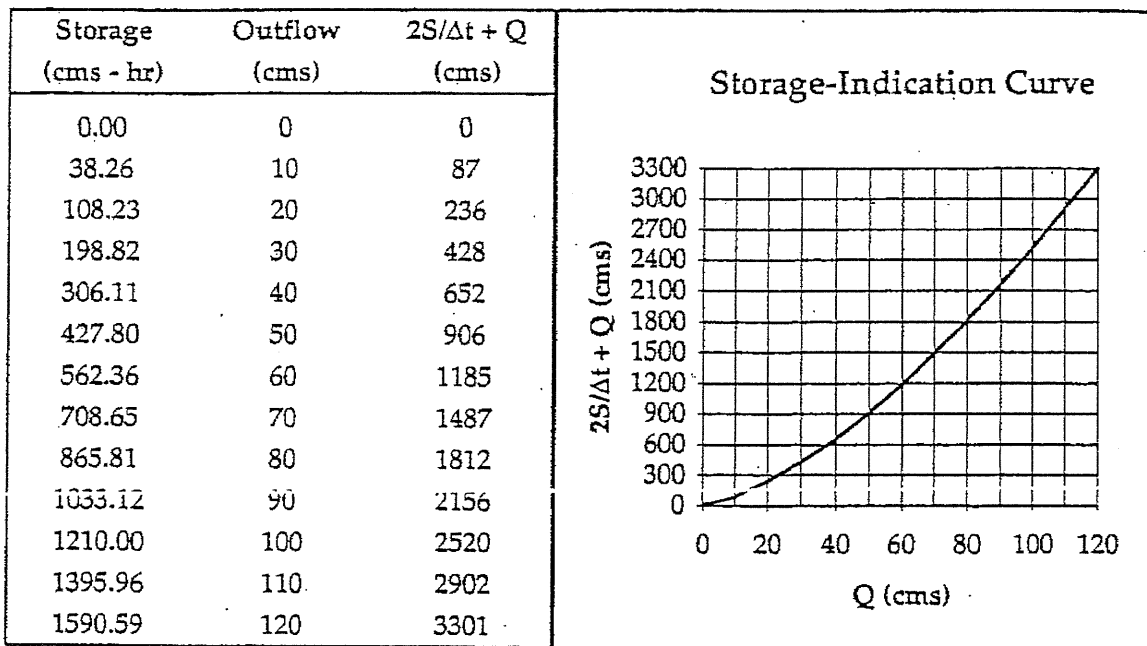 Storage Outflow 2S/Δt + Q
(cms - hr) (cms) (cms)
0.00 0 0
38.26 10 87
108.23 20 236
198.82 30 428
306.11 40 652
427.80 50 906
562.36 60 1185
708.65 70 1487
865.81 80 1812
1033.12 90 2156
1210.00 100 2520
1395.96 110 2902
1590.59 120 3301
Storage-Indication Curve
2S/Δt + Q (cms)
3300
3000
2700
2400
2100
1800
1500
1200
900
600
300
0
0 20 40 60 80 100 120
Q (cms)